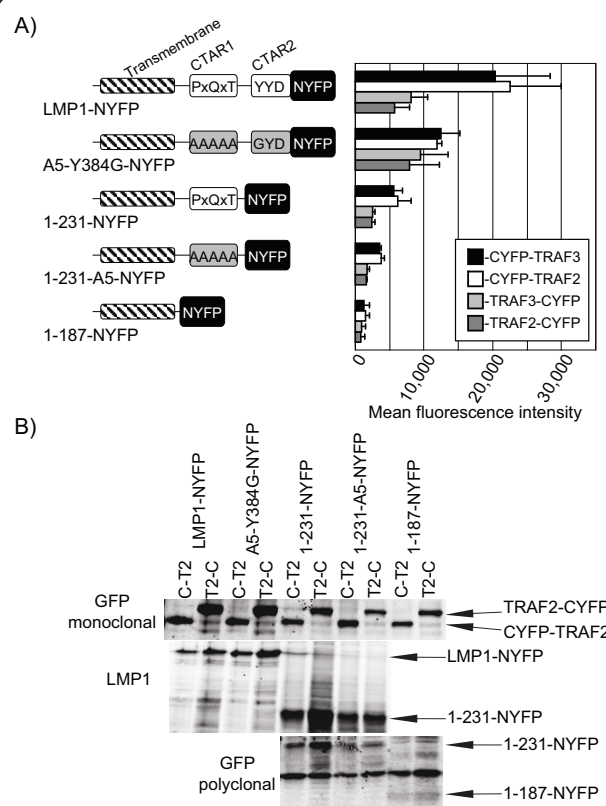 A)
Transmembrane
CTAR1
CTAR2
PxQxT
YYD
NYFP
LMP1-NYFP
AAAAA
GYD
NYFP
A5-Y384G-NYFP
PxQxT
NYFP
1-231-NYFP
AAAAA
NYFP
1-231-A5-NYFP
NYFP
1-187-NYFP
-CYFP-TRAF3
-CYFP-TRAF2
-TRAF3-CYFP
-TRAF2-CYFP
0
10,000
20,000
30,000
Mean fluorescence intensity
B)
LMP1-NYFP
A5-Y384G-NYFP
1-231-NYFP
1-231-A5-NYFP
1-187-NYFP
C-T2
T2-C
C-T2
T2-C
C-T2
T2-C
C-T2
T2-C
C-T2
T2-C
GFP
monoclonal
TRAF2-CYFP
CYFP-TRAF2
LMP1
LMP1-NYFP
1-231-NYFP
GFP
polyclonal
1-231-NYFP
1-187-NYFP